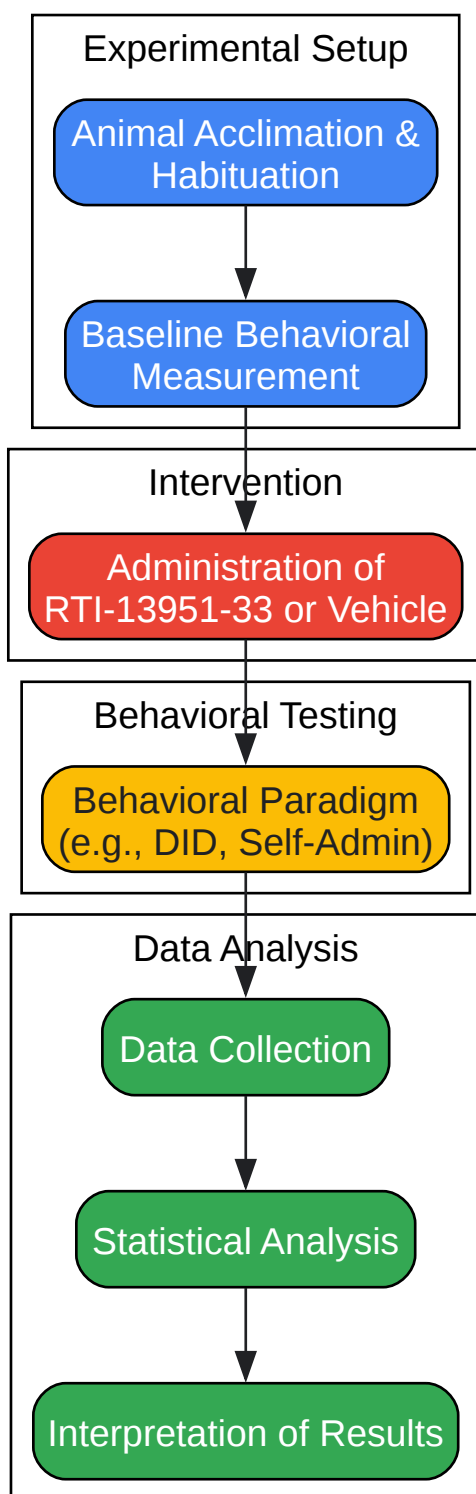 Experimental Setup
Animal Acclimation &
Habituation
Baseline Behavioral
Measurement
Intervention
Administration of
RTI-13951-33 or Vehicle
Behavioral Testing
Behavioral Paradigm
(e.g., DID, Self-Admin)
Data Analysis
Data Collection
Statistical Analysis
Interpretation of Results